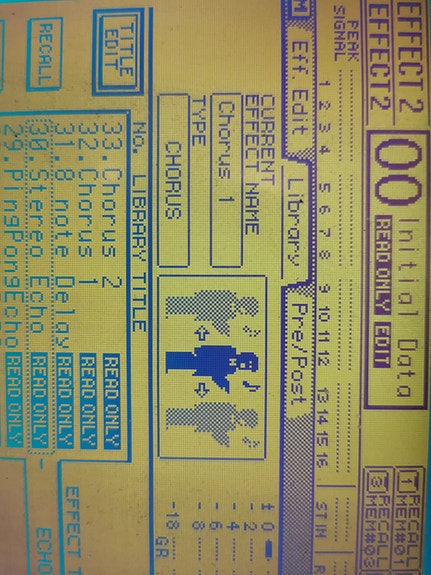 EFFECT 2
EFFECT 2
00 Initial Data
READ ONLY EDIT
RECALL
MEM#01
RECALL
MEM#03
PEAK
SIGNAL
1 2 3 4 5 6 7 8 9 10 11 12 13 14 15 16 ST IN R
Eff. Edit Library Pre/Post
CURRENT
EFFECT NAME
Chorus 1
TYPE
CHORUS
± 0
- 2
- 4
- 6
- 8
-18
GR
No. LIBRARY TITLE
TITLE
EDIT
RECALL
33.Chorus 2 READ ONLY
32.Chorus 1 READ ONLY
31.8 note Delay READ ONLY
30.Stereo Echo READ ONLY
29.PingPongEcho READ ONLY
EFFECT T
ECHO